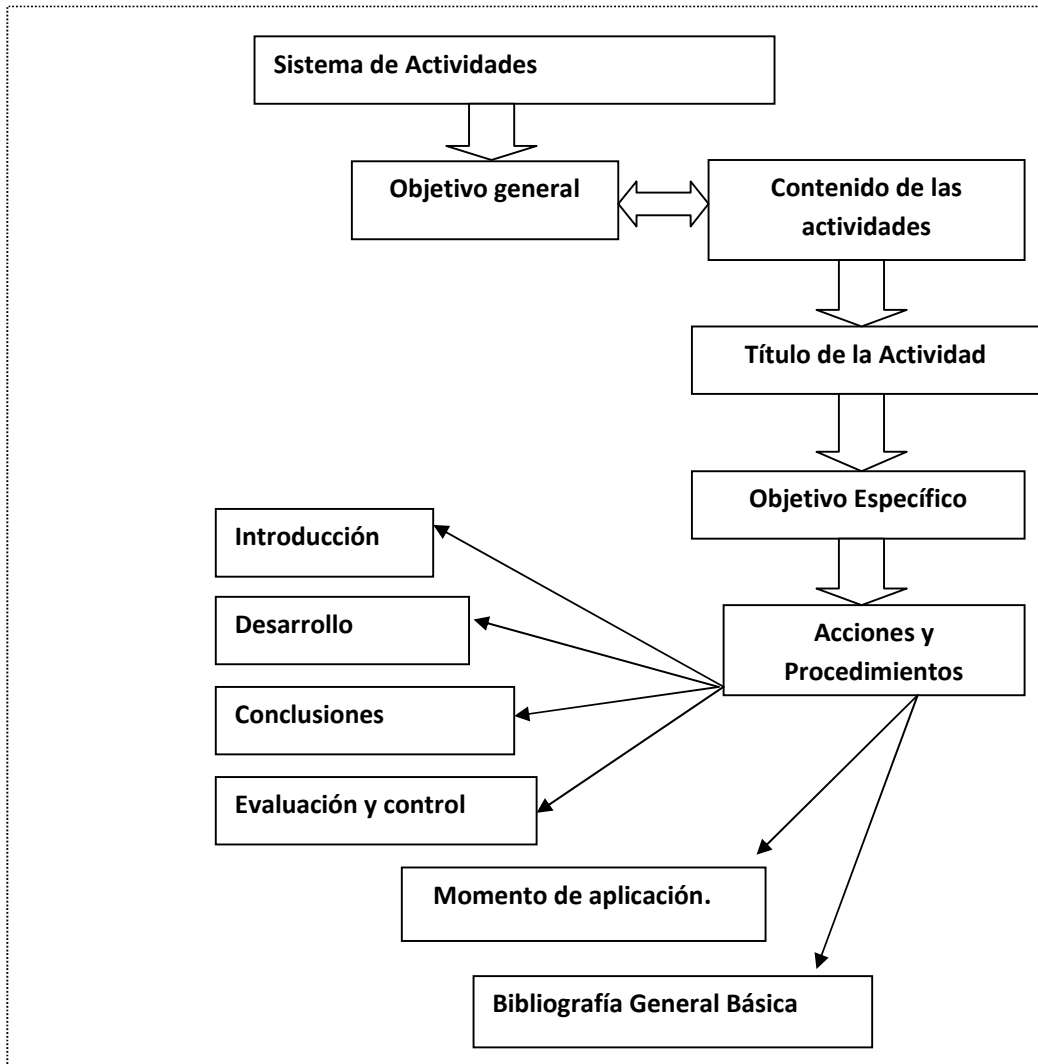 Sistema de Actividades
Objetivo general
Contenido de las
actividades
Título de la Actividad
Objetivo Específico
Acciones y
Procedimientos
Introducción
Desarrollo
Conclusiones
Evaluación y control
Momento de aplicación.
Bibliografía General Básica